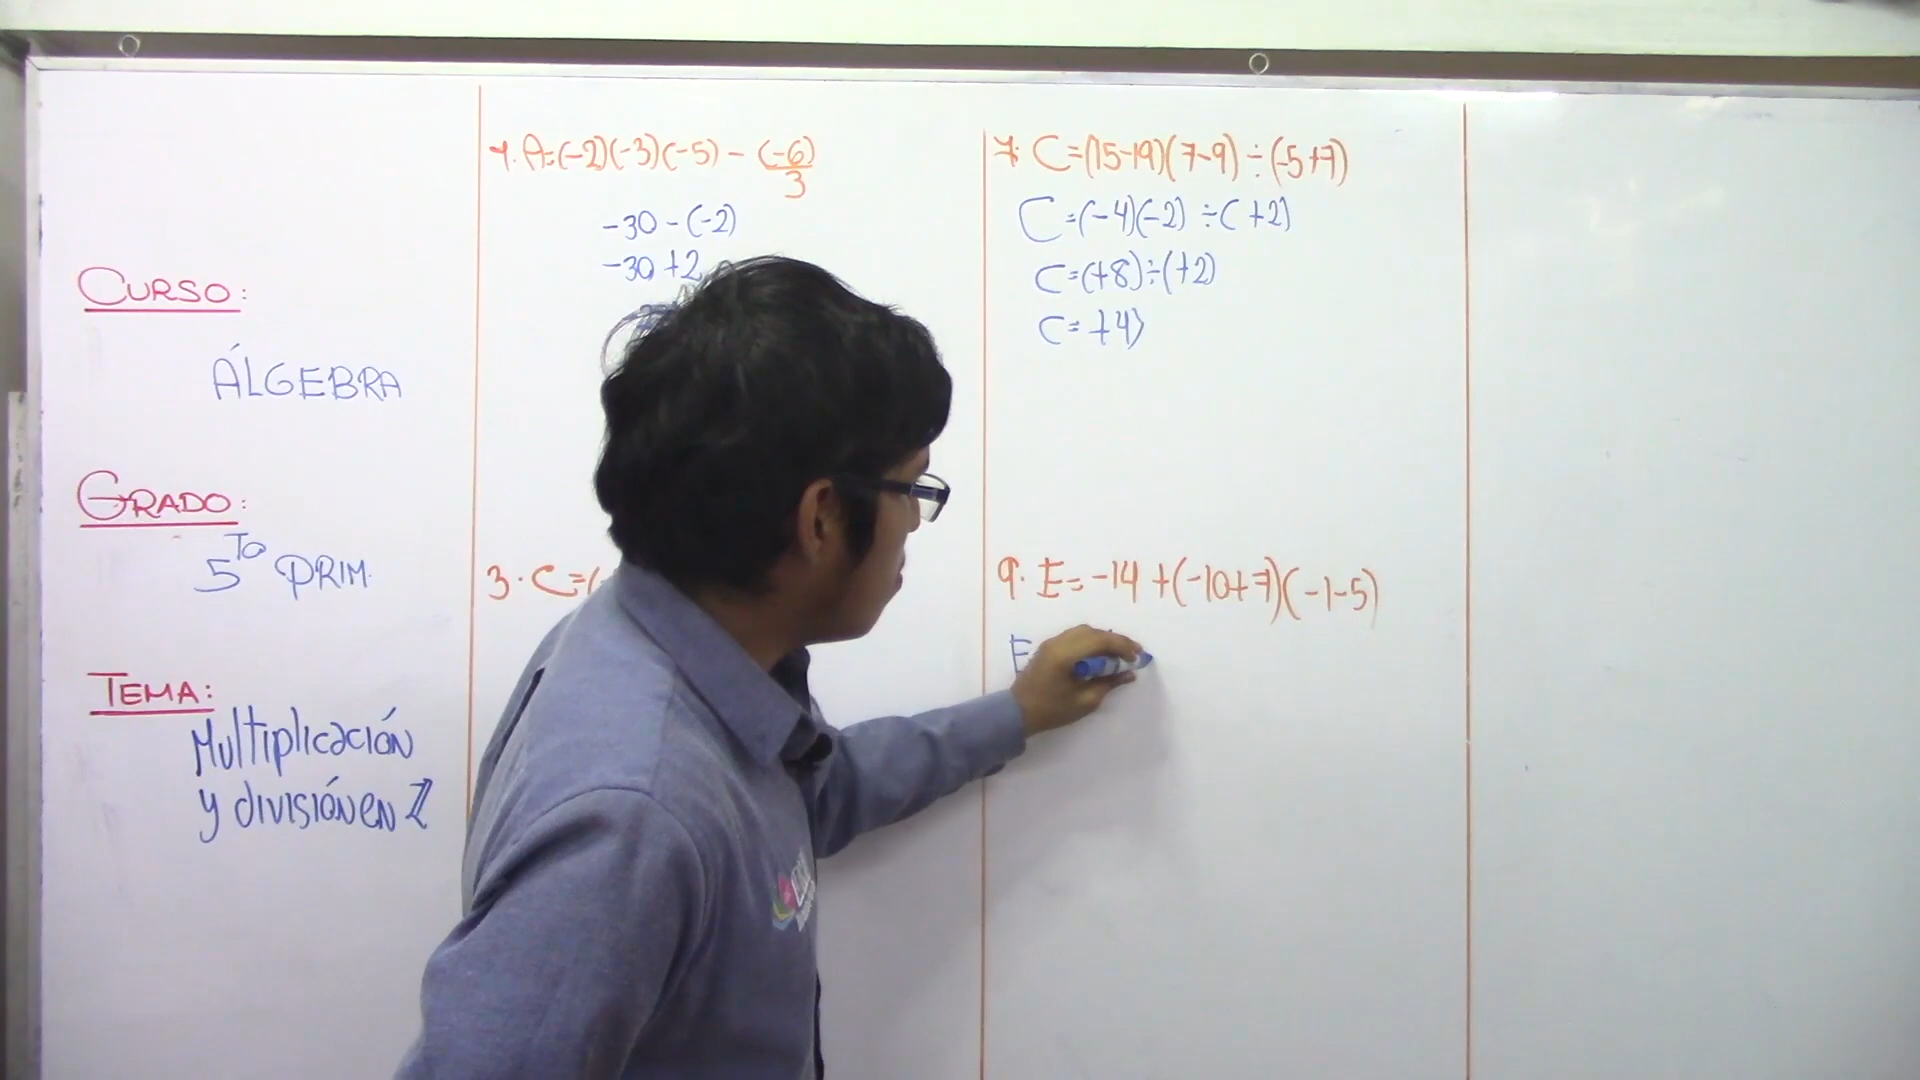 CURSO:
ÁLGEBRA
GRADO:
5TO PRIM.
TEMA:
Multiplicación
y división en Z
1. A=(-2)(-3)(-5) - (-6)/3
-30 - (-2)
-30 + 2
3. C=(
7. C=(15-19)(7-9) ÷ (-5+7)
C=(-4)(-2) ÷ (+2)
C=(+8)÷(+2)
C= +4
9. E= -14 + (-10+7)(-1-5)
E